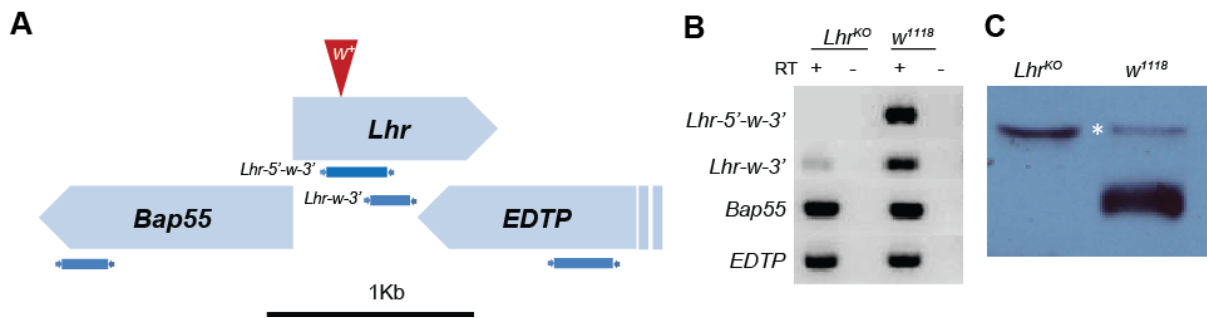 A
W+
Lhr
Lhr-5'-w-3'
Lhr-w-3'
Bap55
EDTP
1Kb
B
LhrKO w1118
RT + - + -
Lhr-5'-w-3'
Lhr-w-3'
Bap55
EDTP
C
LhrKO w1118
*